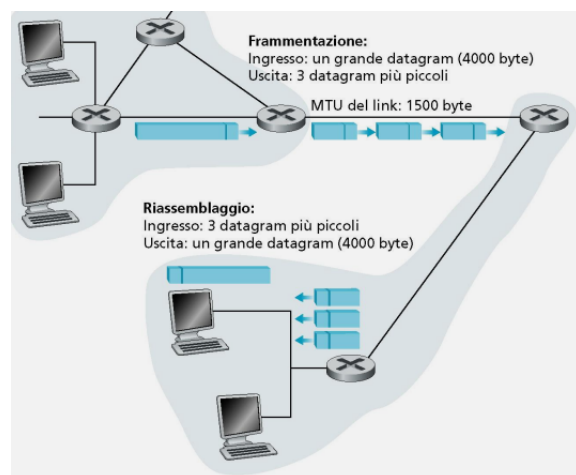 Frammentazione:
Ingresso: un grande datagram (4000 byte)
Uscita: 3 datagram più piccoli
MTU del link: 1500 byte
Riassemblaggio:
Ingresso: 3 datagram più piccoli
Uscita: un grande datagram (4000 byte)